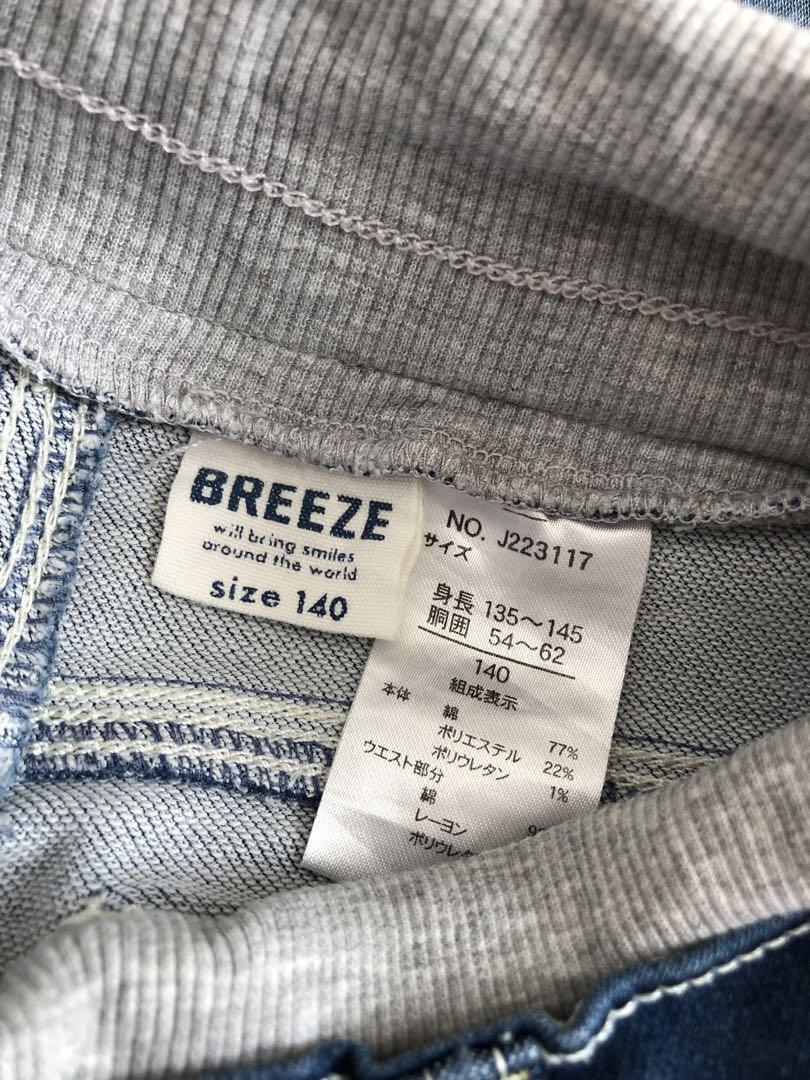 BREEZE
will bring smiles
around the world
size 140
NO. J223117
サイズ
身長 135～145
胴囲 54～62
140
組成表示
本体
綿 77%
ポリエステル 22%
ポリウレタン 1%
ウエスト部分
綿
レーヨン